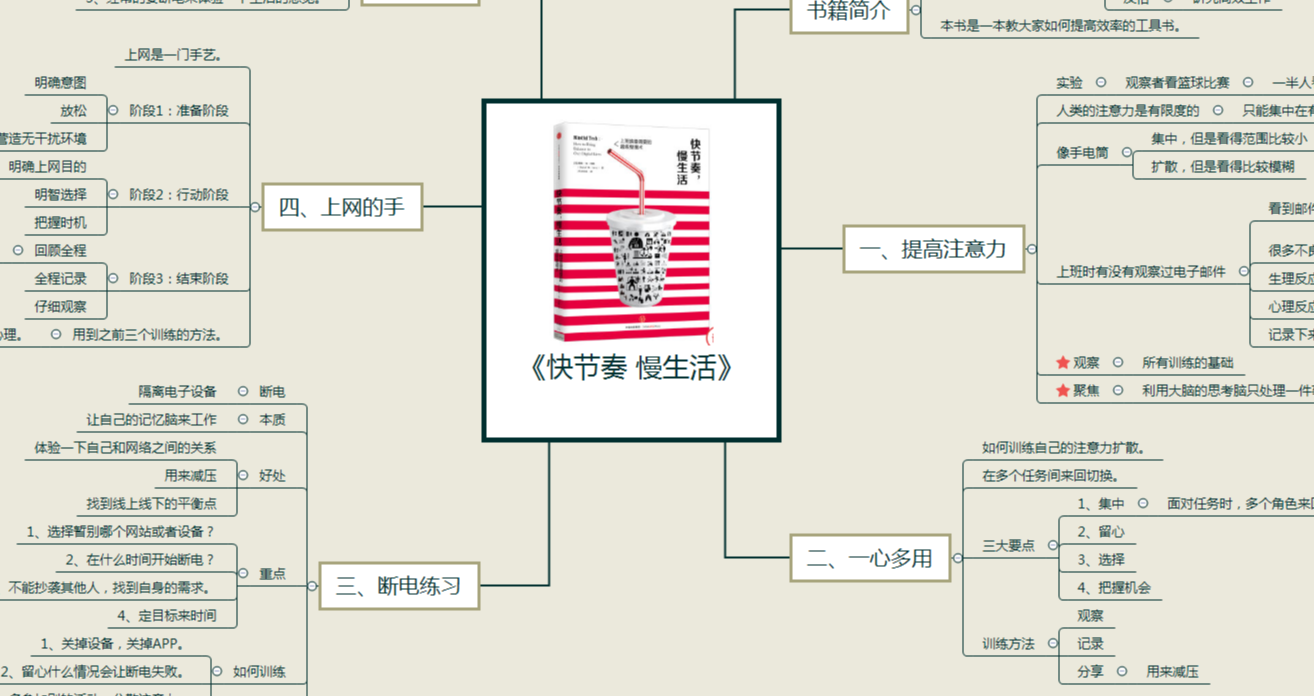 书籍简介
本书是一本教大家如何提高效率的工具书。
《快节奏 慢生活》
快节奏,
慢生活
一、提高注意力
实验
观察者看篮球比赛
一半人
人类的注意力是有限度的
只能集中在有
像手电筒
集中，但是看得范围比较小
扩散，但是看得比较模糊
上班时有没有观察过电子邮件
看到邮件
很多不良
生理反应
心理反应
记录下来
观察
所有训练的基础
聚焦
利用大脑的思考脑只处理一件
二、一心多用
如何训练自己的注意力扩散。
在多个任务间来回切换。
三大要点
1、集中
面对任务时，多个角色来回
2、留心
3、选择
4、把握机会
训练方法
观察
记录
分享
用来减压
三、断电练习
断电
隔离电子设备
本质
让自己的记忆脑来工作
好处
体验一下自己和网络之间的关系
用来减压
找到线上线下的平衡点
重点
1、选择暂别哪个网站或者设备？
2、在什么时间开始断电？
不能抄袭其他人，找到自身的需求。
4、定目标来时间
如何训练
1、关掉设备，关掉APP。
2、留心什么情况会让断电失败。
四、上网的手
上网是一门手艺。
阶段1：准备阶段
明确意图
放松
营造无干扰环境
阶段2：行动阶段
明确上网目的
明智选择
把握时机
阶段3：结束阶段
回顾全程
全程记录
仔细观察
用到之前三个训练的方法。
心理。